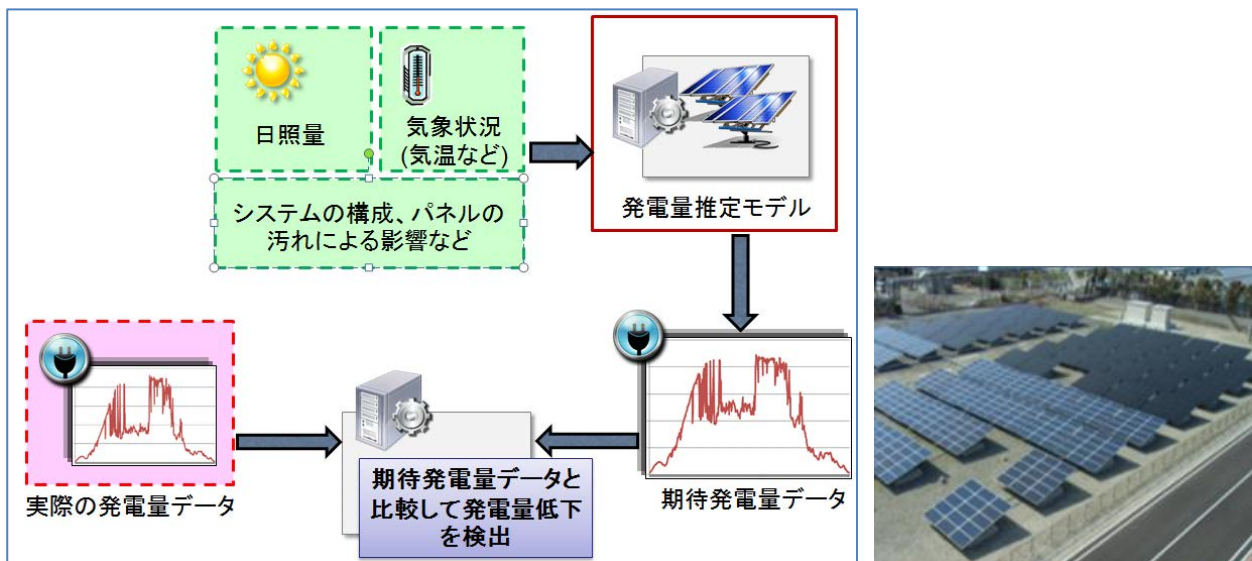 日照量
気象状況
(気温など)
システムの構成、パネルの
汚れによる影響など
発電量推定モデル
実際の発電量データ
期待発電量データと
比較して発電量低下
を検出
期待発電量データ